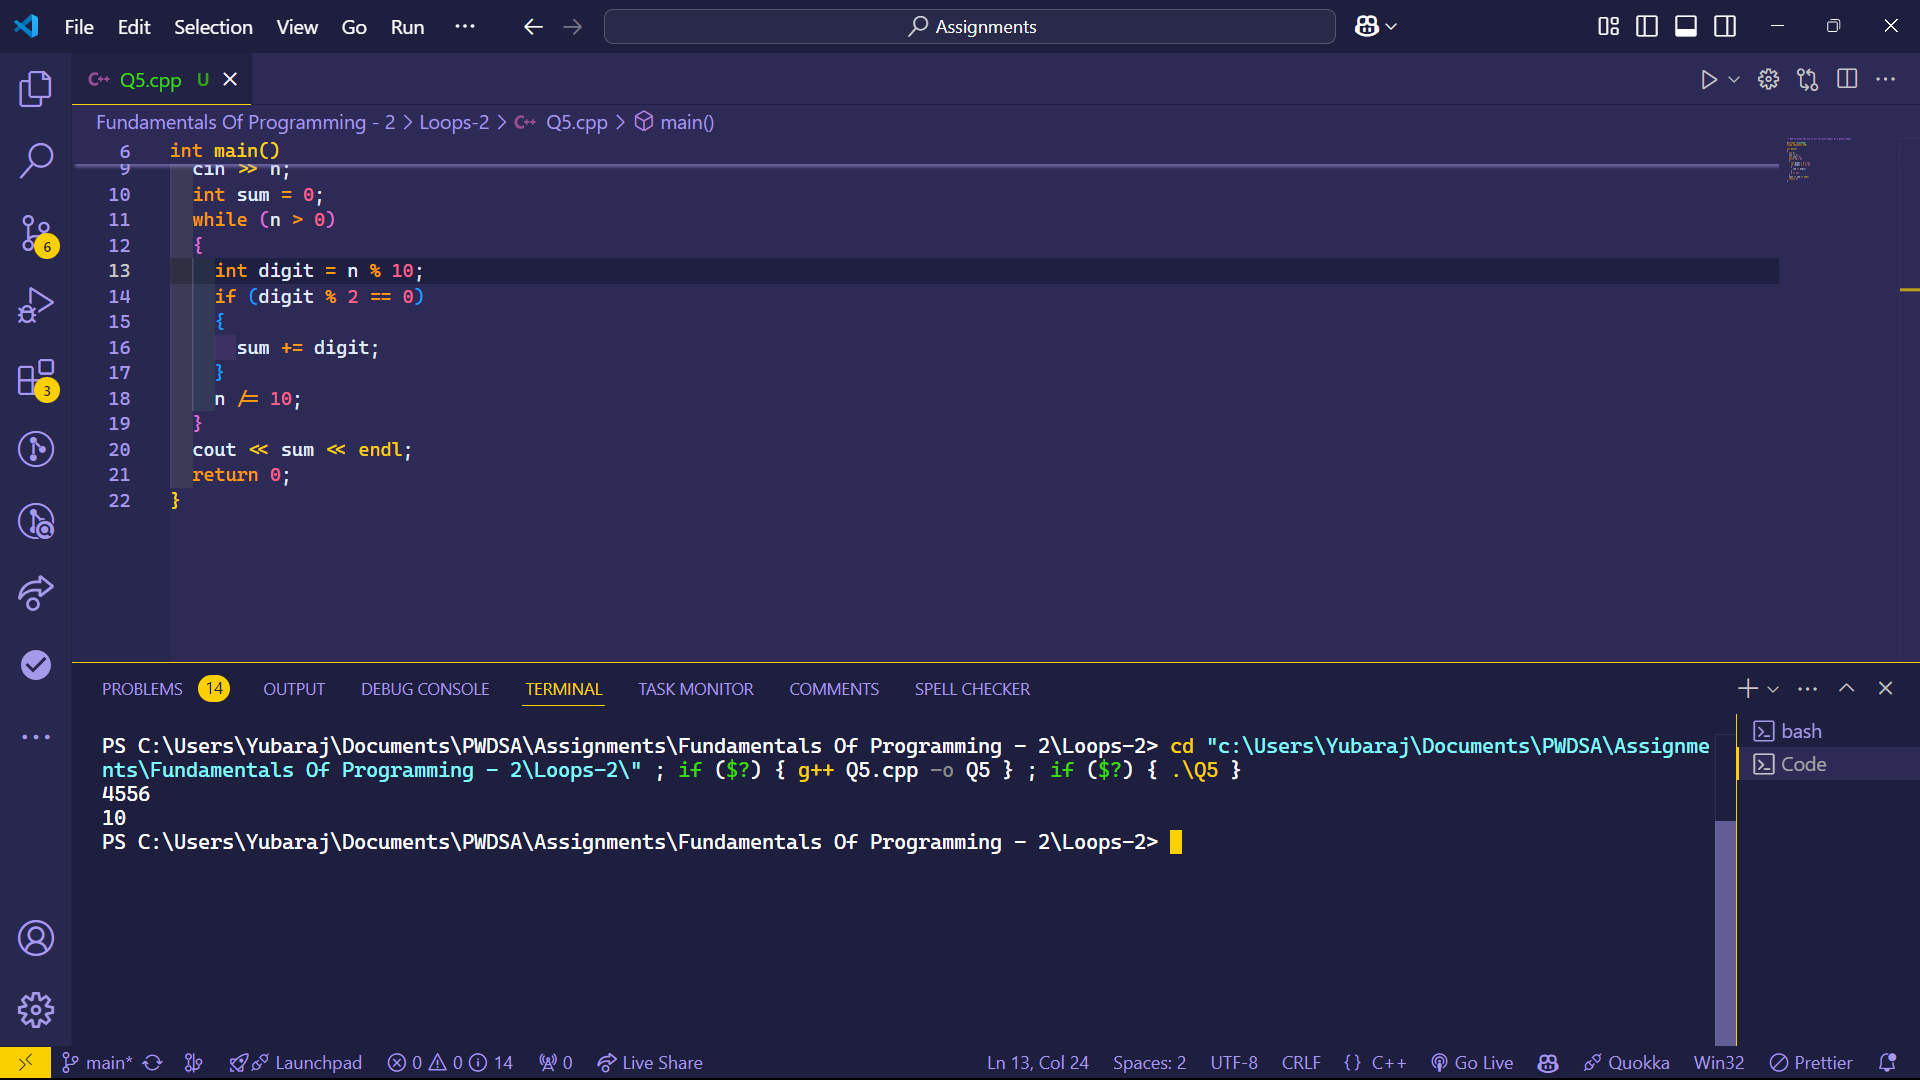 File Edit Selection View Go Run ··· Assignments
C++ Q5.cpp U
Fundamentals Of Programming - 2 > Loops-2 > C++ Q5.cpp > main()
6 int main()
9 cin >> n;
10 int sum = 0;
11 while (n > 0)
12 {
13 int digit = n % 10;
14 if (digit % 2 == 0)
15 {
16 sum += digit;
17 }
18 n /= 10;
19 }
20 cout << sum << endl;
21 return 0;
22 }
6
3
PROBLEMS 14 OUTPUT DEBUG CONSOLE TERMINAL TASK MONITOR COMMENTS SPELL CHECKER
PS C:\Users\Yubaraj\Documents\PWDSA\Assignments\Fundamentals Of Programming - 2\Loops-2> cd "c:\Users\Yubaraj\Documents\PWDSA\Assignme
nts\Fundamentals Of Programming - 2\Loops-2\" ; if ($?) { g++ Q5.cpp -o Q5 } ; if ($?) { .\Q5 }
4556
10
PS C:\Users\Yubaraj\Documents\PWDSA\Assignments\Fundamentals Of Programming - 2\Loops-2>
bash
Code
main* Launchpad 0 0 14 0 Live Share Ln 13, Col 24 Spaces: 2 UTF-8 CRLF {} C++ Go Live Quokka Win32 Prettier